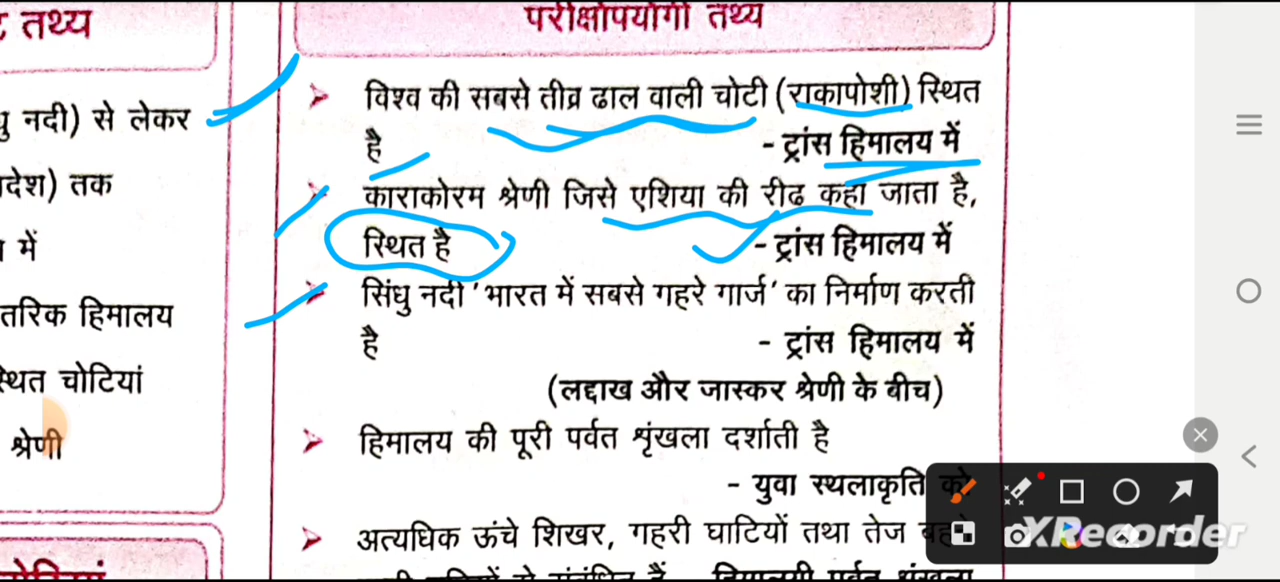 तथ्य
नदी) से लेकर
तक
में
हिमालय
चोटियां
श्रेणी
परीक्षोपयोगी तथ्य
➤ विश्व की सबसे तीव्र ढाल वाली चोटी (राकापोशी) स्थित
है - ट्रांस हिमालय में
➤ काराकोरम श्रेणी जिसे एशिया की रीढ कहा जाता है,
स्थित है - ट्रांस हिमालय में
➤ सिंधु नदी 'भारत में सबसे गहरे गार्ज' का निर्माण करती
है - ट्रांस हिमालय में
(लद्दाख और जास्कर श्रेणी के बीच)
➤ हिमालय की पूरी पर्वत शृंखला दर्शाती है
- युवा स्थलाकृति को
➤ अत्यधिक ऊंचे शिखर, गहरी घाटियों तथा तेज बहने
XRecorder